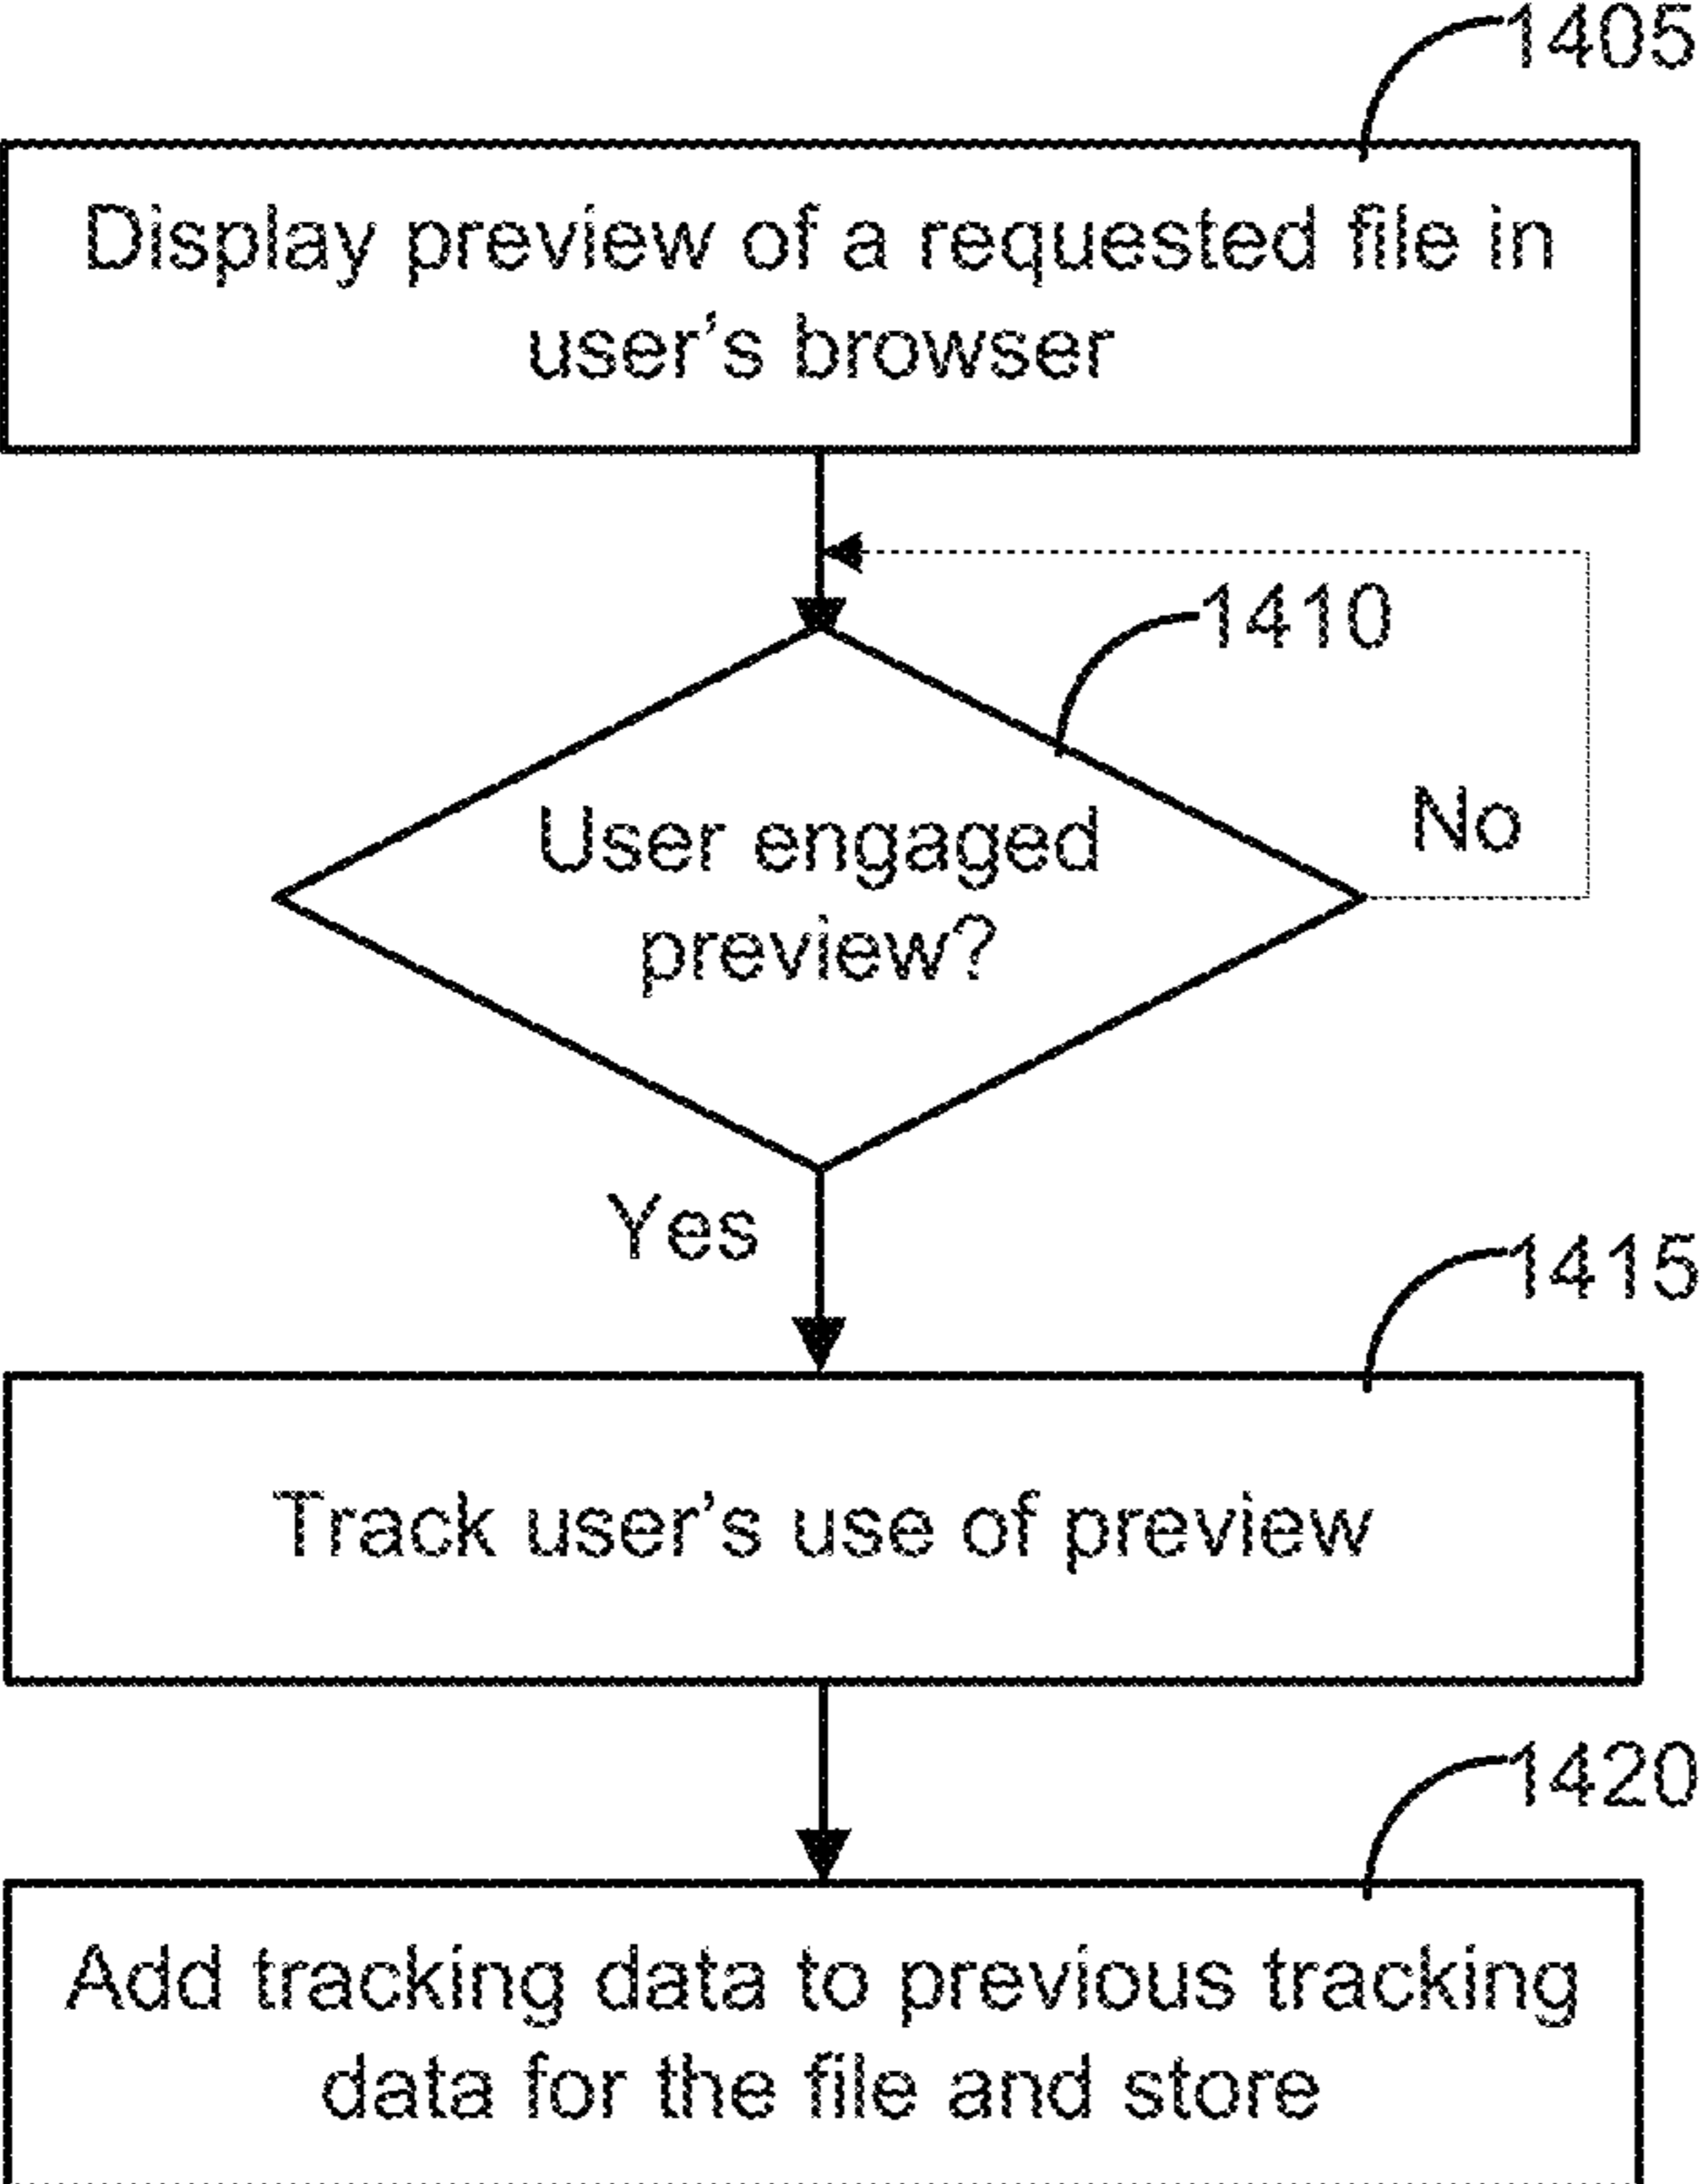 1405
Display preview of a requested file in
user's browser
1410
User engaged
preview?
No
Yes
1415
Track user's use of preview
1420
Add tracking data to previous tracking
data for the file and store